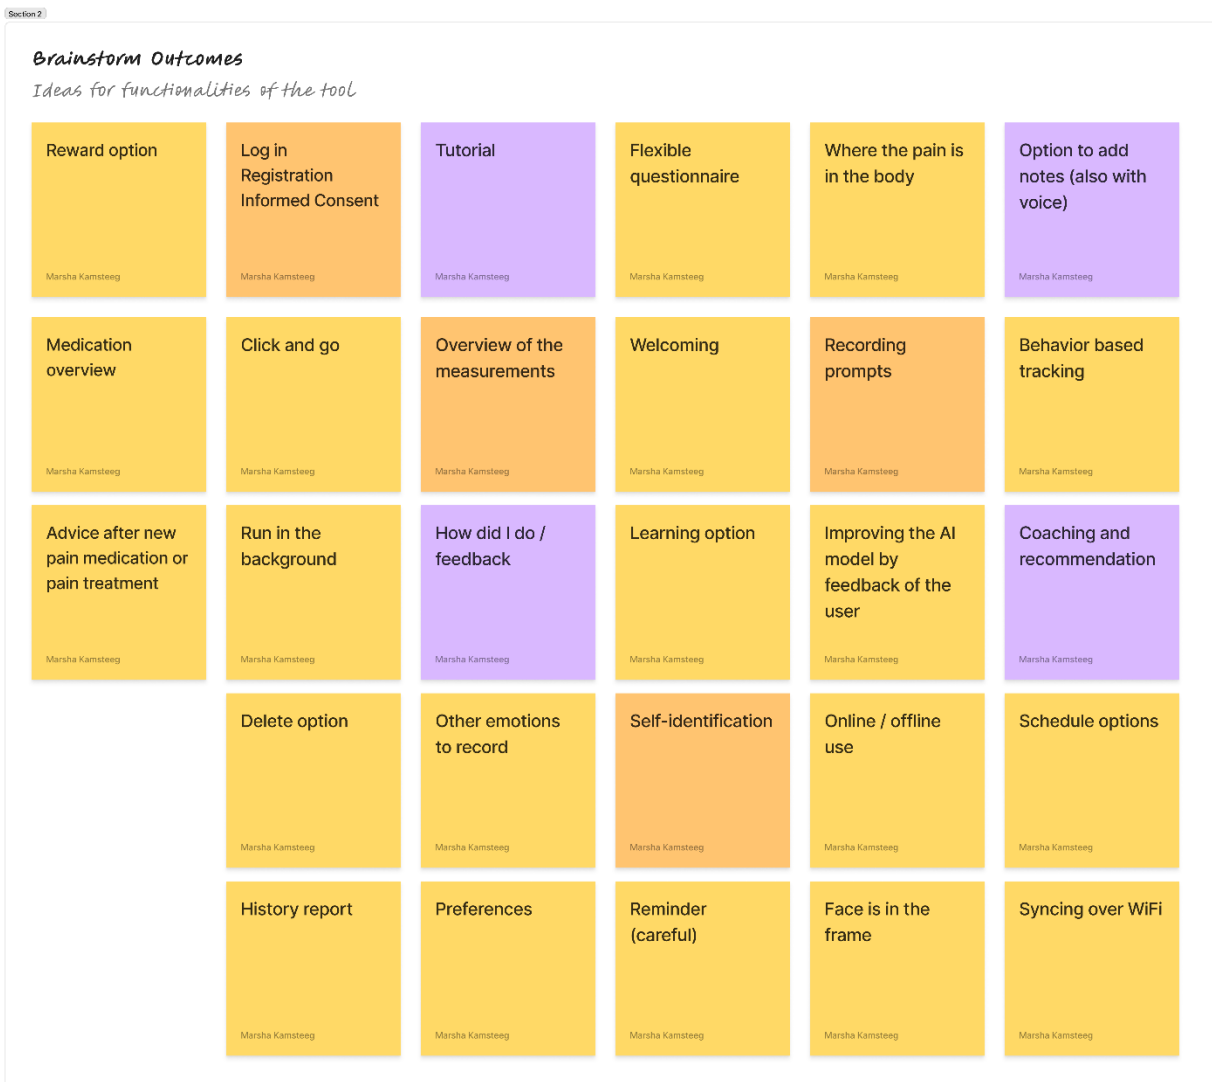 Section 2
Brainstorm Outcomes
Ideas for functionalities of the tool
Reward option
Marsha Kamsteeg
Log in
Registration
Informed Consent
Marsha Kamsteeg
Tutorial
Marsha Kamsteeg
Flexible
questionnaire
Marsha Kamsteeg
Where the pain is
in the body
Marsha Kamsteeg
Option to add
notes (also with
voice)
Marsha Kamsteeg
Medication
overview
Marsha Kamsteeg
Click and go
Marsha Kamsteeg
Overview of the
measurements
Marsha Kamsteeg
Welcoming
Marsha Kamsteeg
Recording
prompts
Marsha Kamsteeg
Behavior based
tracking
Marsha Kamsteeg
Advice after new
pain medication or
pain treatment
Marsha Kamsteeg
Run in the
background
Marsha Kamsteeg
How did I do /
feedback
Marsha Kamsteeg
Learning option
Marsha Kamsteeg
Improving the AI
model by
feedback of the
user
Marsha Kamsteeg
Coaching and
recommendation
Marsha Kamsteeg
Delete option
Marsha Kamsteeg
Other emotions
to record
Marsha Kamsteeg
Self-identification
Marsha Kamsteeg
Online / offline
use
Marsha Kamsteeg
Schedule options
Marsha Kamsteeg
History report
Marsha Kamsteeg
Preferences
Marsha Kamsteeg
Reminder
(careful)
Marsha Kamsteeg
Face is in the
frame
Marsha Kamsteeg
Syncing over WiFi
Marsha Kamsteeg